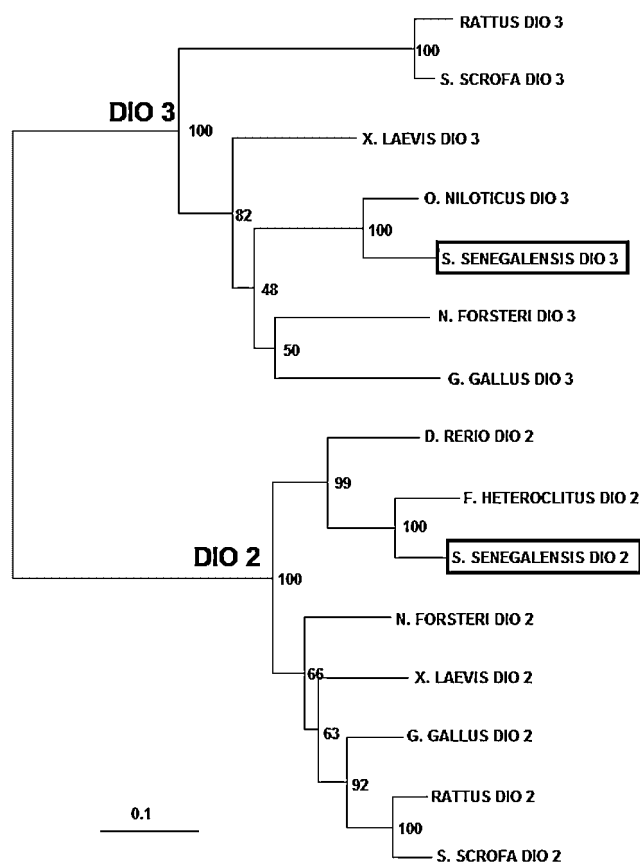 RATTUS DIO 3
100
S. SCROFA DIO 3
DIO 3
100
X. LAEVIS DIO 3
O. NILOTICUS DIO 3
82
100
S. SENEGALENSIS DIO 3
48
N. FORSTERI DIO 3
50
G. GALLUS DIO 3
D. RERIO DIO 2
99
F. HETEROCLITUS DIO 2
100
DIO 2
S. SENEGALENSIS DIO 2
100
N. FORSTERI DIO 2
66
X. LAEVIS DIO 2
63
G. GALLUS DIO 2
92
RATTUS DIO 2
0.1
100
S. SCROFA DIO 2